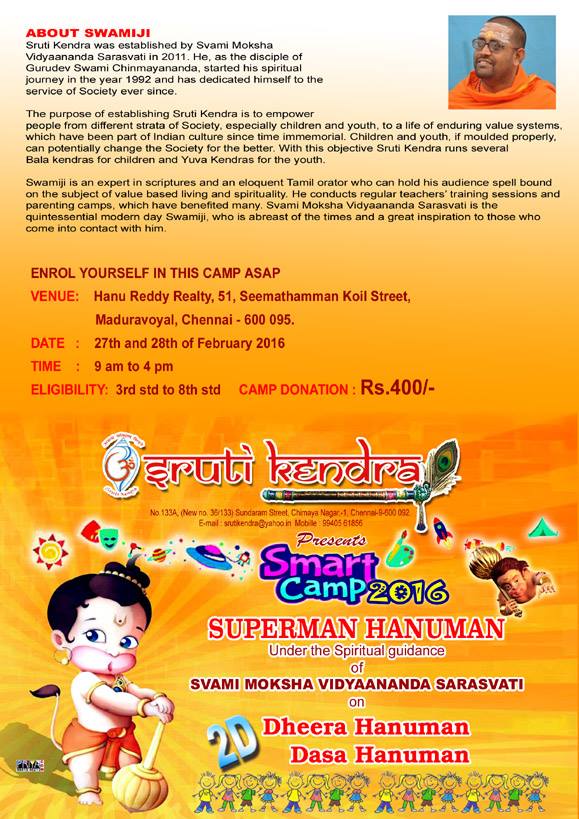 ABOUT SWAMIJI
Sruti Kendra was established by Svami Moksha
Vidyaananda Sarasvati in 2011. He, as the disciple of
Gurudev Swami Chinmayananda, started his spiritual
journey in the year 1992 and has dedicated himself to the
service of Society ever since.
The purpose of establishing Sruti Kendra is to empower
people from different strata of Society, especially children and youth, to a life of enduring value systems,
which have been part of Indian culture since time immemorial. Children and youth, if moulded properly,
can potentially change the Society for the better. With this objective Sruti Kendra runs several
Bala kendras for children and Yuva Kendras for the youth.
Swamiji is an expert in scriptures and an eloquent Tamil orator who can hold his audience spell bound
on the subject of value based living and spirituality. He conducts regular teachers' training sessions and
parenting camps, which have benefited many. Svami Moksha Vidyaananda Sarasvati is the
quintessential modern day Swamiji, who is abreast of the times and a great inspiration to those who
come into contact with him.
ENROL YOURSELF IN THIS CAMP ASAP
VENUE: Hanu Reddy Realty, 51, Seemathamman Koil Street,
Maduravoyal, Chennai - 600 095.
DATE : 27th and 28th of February 2016
TIME : 9 am to 4 pm
ELIGIBILITY: 3rd std to 8th std CAMP DONATION : Rs.400/-
sruti kendra
No.133A, (New no. 36/133) Sundaram Street, Chimaya Nagar,-1, Chennai-9-600 092
E-mail : srutikendra@yahoo.in Mobille : 99405 61856
Presents
Smart
Camp 2016
SUPERMAN HANUMAN
Under the Spiritual guidance
of
SVAMI MOKSHA VIDYAANANDA SARASVATI
on
2D Dheera Hanuman
Dasa Hanuman